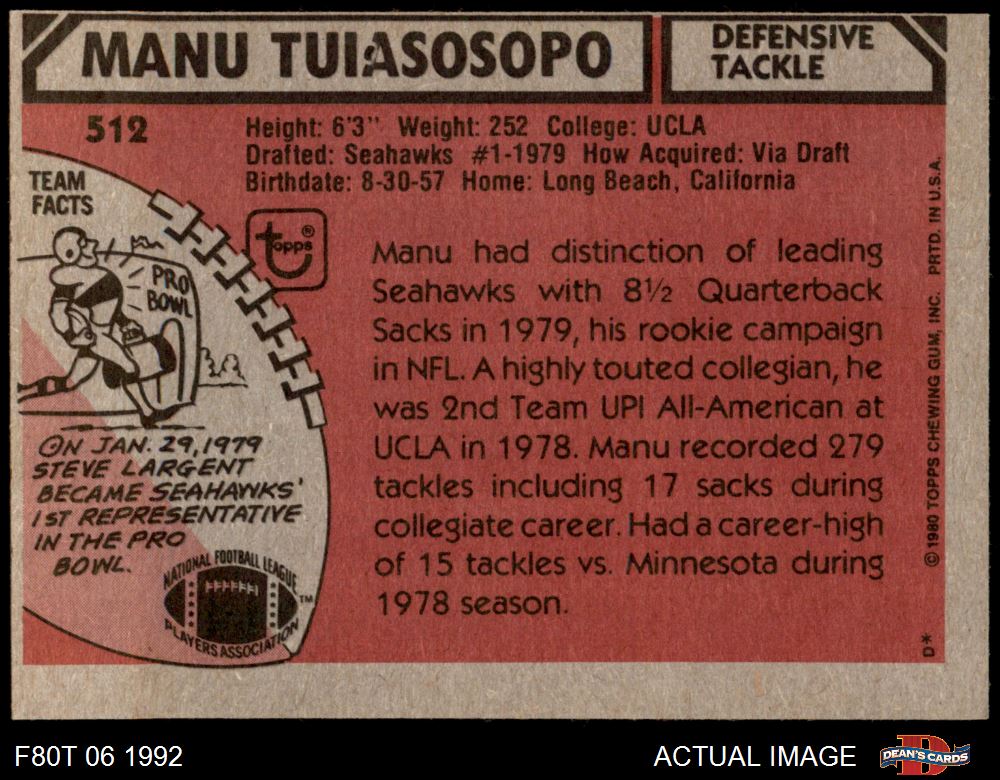 MANU TUIASOSOPO
DEFENSIVE
TACKLE
512
Height: 6'3" Weight: 252 College: UCLA
Drafted: Seahawks #1-1979 How Acquired: Via Draft
Birthdate: 8-30-57 Home: Long Beach, California
TEAM
FACTS
PRO
BOWL
ON JAN. 29, 1979
STEVE LARGENT
BECAME SEAHAWKS'
1ST REPRESENTATIVE
IN THE PRO
BOWL.
NATIONAL FOOTBALL LEAGUE
PLAYERS ASSOCIATION
TM
topps®
Manu had distinction of leading
Seahawks with 8½ Quarterback
Sacks in 1979, his rookie campaign
in NFL. A highly touted collegian, he
was 2nd Team UPI All-American at
UCLA in 1978. Manu recorded 279
tackles including 17 sacks during
collegiate career. Had a career-high
of 15 tackles vs. Minnesota during
1978 season.
©1980 TOPPS CHEWING GUM, INC. PRTD. IN U.S.A.
D*
F80T 06 1992
ACTUAL IMAGE
DEAN'S CARDS